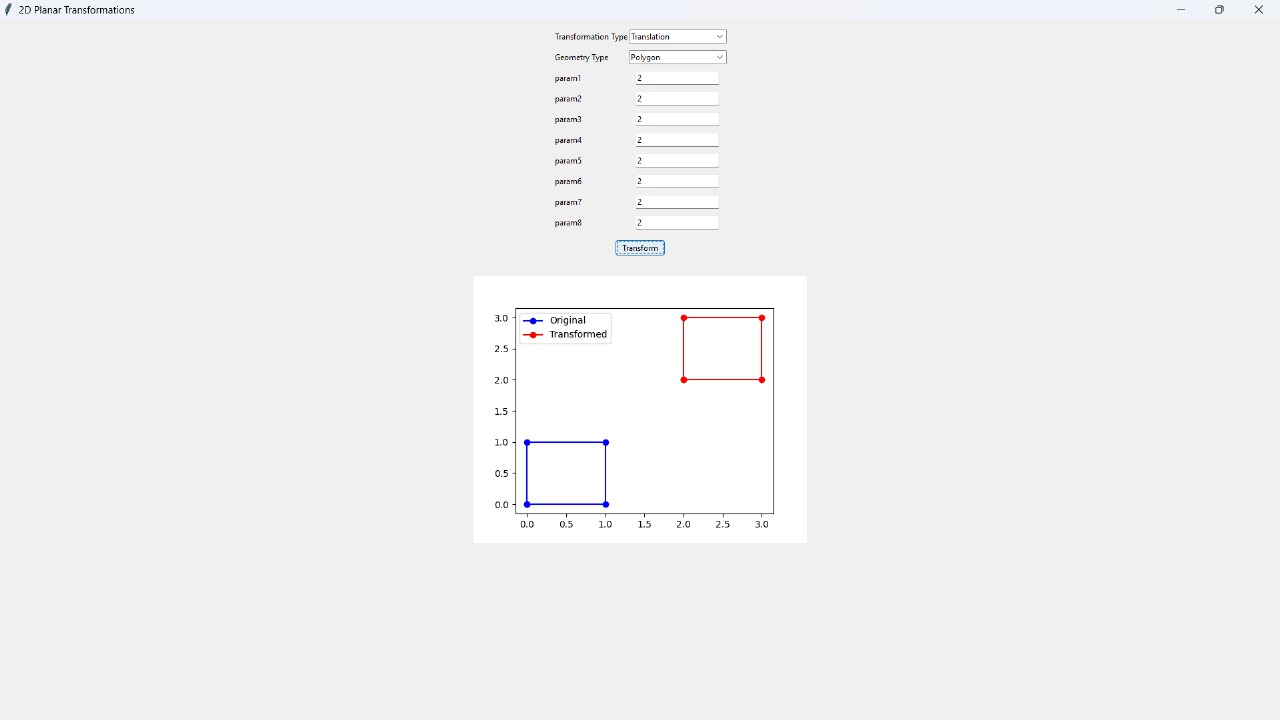 2D Planar Transformations
Transformation Type Translation
Geometry Type Polygon
param1 2
param2 2
param3 2
param4 2
param5 2
param6 2
param7 2
param8 2
Transform
Original
Transformed
3.0
2.5
2.0
1.5
1.0
0.5
0.0
0.0 0.5 1.0 1.5 2.0 2.5 3.0